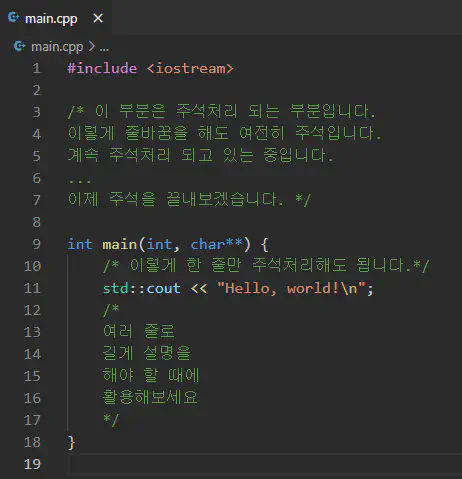 main.cpp
main.cpp > ...
1 #include <iostream>
2
3 /* 이 부분은 주석처리 되는 부분입니다.
4 이렇게 줄바꿈을 해도 여전히 주석입니다.
5 계속 주석처리 되고 있는 중입니다.
6 ...
7 이제 주석을 끝내보겠습니다. */
8
9 int main(int, char**) {
10     /* 이렇게 한 줄만 주석처리해도 됩니다.*/
11     std::cout << "Hello, world!\n";
12     /*
13     여러 줄로
14     길게 설명을
15     해야 할 때에
16     활용해보세요
17     */
18 }
19